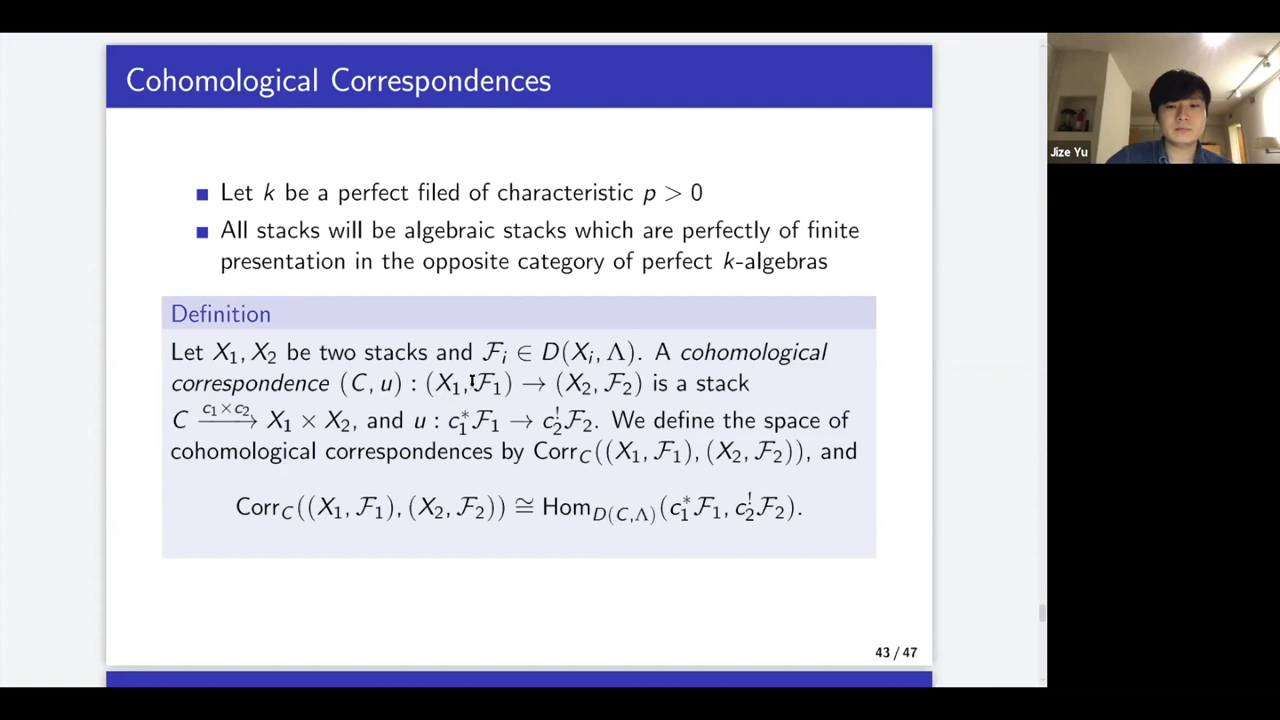 Cohomological Correspondences
Let k be a perfect filed of characteristic p > 0
All stacks will be algebraic stacks which are perfectly of finite
presentation in the opposite category of perfect k-algebras
Definition
Let X₁, X₂ be two stacks and ℱᵢ ∈ D(Xᵢ, Λ). A cohomological
correspondence (C, u) : (X₁, ℱ₁) → (X₂, ℱ₂) is a stack
C \xrightarrow{c₁×c₂} X₁ × X₂, and u : c₁*ℱ₁ → c₂^!ℱ₂. We define the space of
cohomological correspondences by Corr_C((X₁, ℱ₁), (X₂, ℱ₂)), and
Corr_C((X₁, ℱ₁), (X₂, ℱ₂)) ≅ Hom_{D(C,Λ)}(c₁*ℱ₁, c₂^!ℱ₂).
43 / 47
Jize Yu